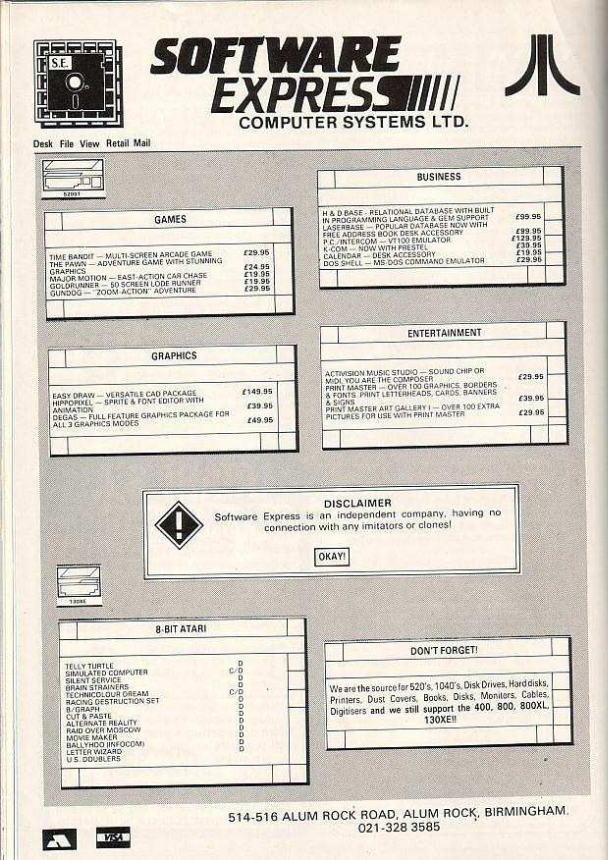 S.E.
SOFTWARE
EXPRESS
COMPUTER SYSTEMS LTD.
Desk File View Retail Mail
520ST
GAMES
TIME BANDIT — MULTI-SCREEN ARCADE GAME £29.95
THE PAWN — ADVENTURE GAME WITH STUNNING
GRAPHICS £24.95
MAJOR MOTION — EAST-ACTION CAR CHASE £19.95
GOLDRUNNER — 50 SCREEN LODE RUNNER £19.95
GUNDOG — "ZOOM-ACTION" ADVENTURE £29.95
BUSINESS
H & D BASE - RELATIONAL DATABASE WITH BUILT
IN PROGRAMMING LANGUAGE & GEM SUPPORT £99.95
LASERBASE — POPULAR DATABASE NOW WITH
FREE ADDRESS BOOK DESK ACCESSORY £99.95
P.C./INTERCOM — VT100 EMULATOR £129.95
K-COM — NOW WITH PRESTEL £39.95
CALENDAR — DESK ACCESSORY £19.95
DOS SHELL — MS-DOS COMMAND EMULATOR £29.95
GRAPHICS
EASY DRAW — VERSATILE CAD PACKAGE £149.95
HIPPOPIXEL — SPRITE & FONT EDITOR WITH
ANIMATION £39.95
DEGAS — FULL FEATURE GRAPHICS PACKAGE FOR
ALL 3 GRAPHICS MODES £49.95
ENTERTAINMENT
ACTIVISION MUSIC STUDIO — SOUND CHIP OR
MIDI, YOU ARE THE COMPOSER £29.95
PRINT MASTER — OVER 100 GRAPHICS, BORDERS
& FONTS. PRINT LETTERHEADS, CARDS, BANNERS
& SIGNS £39.95
PRINT MASTER ART GALLERY I — OVER 100 EXTRA
PICTURES FOR USE WITH PRINT MASTER £29.95
DISCLAIMER
Software Express is an independent company, having no
connection with any imitators or clones!
OKAY!
130XE
8-BIT ATARI
TELLY TURTLE D
SIMULATED COMPUTER C/D
SILENT SERVICE D
BRAIN STRAINERS D
TECHNICOLOUR DREAM C/D
RACING DESTRUCTION SET D
B/GRAPH D
CUT & PASTE D
ALTERNATE REALITY D
RAID OVER MOSCOW D
MOVIE MAKER D
BALLYHOO (INFOCOM) D
LETTER WIZARD D
U.S. DOUBLERS
DON'T FORGET!
We are the source for 520's, 1040's, Disk Drives, Hard disks,
Printers, Dust Covers, Books, Disks, Monitors, Cables,
Digitisers and we still support the 400, 800, 800XL,
130XE!!
514-516 ALUM ROCK ROAD, ALUM ROCK, BIRMINGHAM.
021-328 3585
VISA